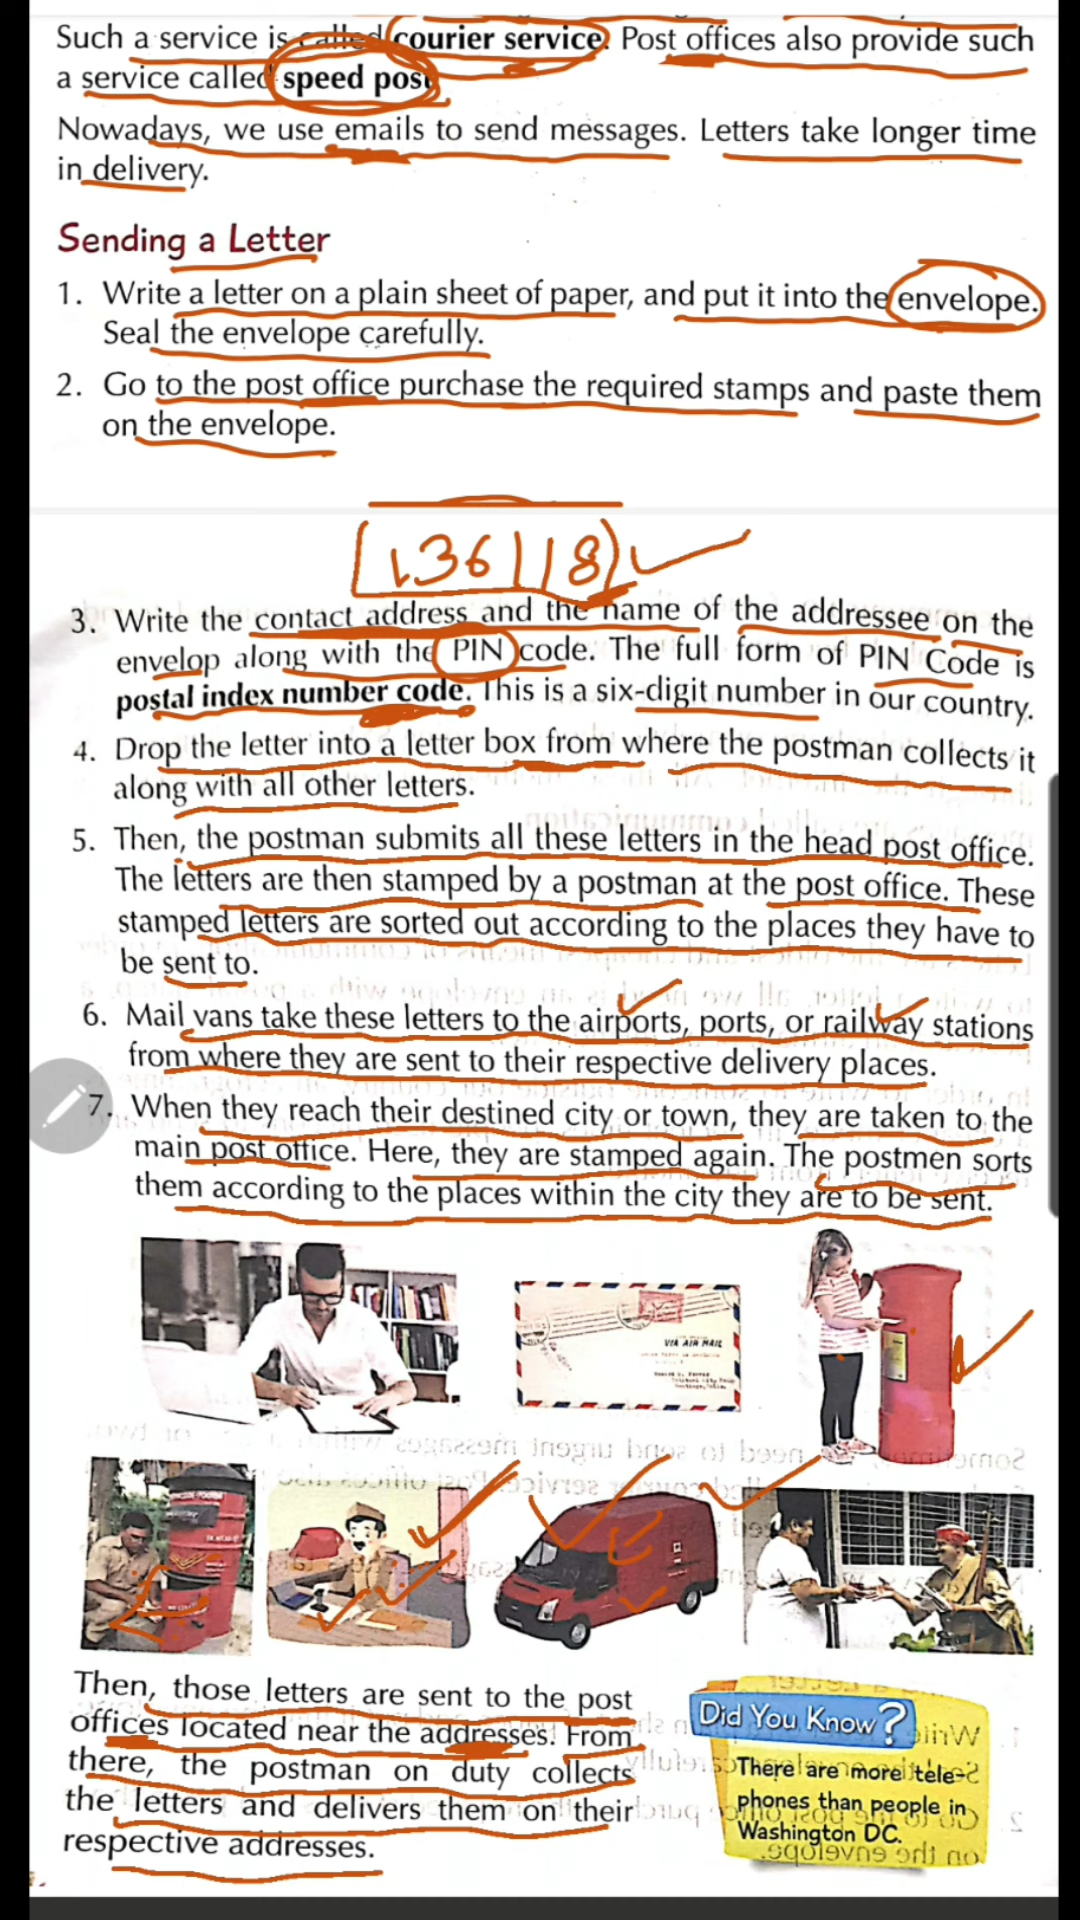 Such a service is called courier service. Post offices also provide such
a service called speed post
Nowadays, we use emails to send messages. Letters take longer time
in delivery.
Sending a Letter
1. Write a letter on a plain sheet of paper, and put it into the envelope.
Seal the envelope carefully.
2. Go to the post office purchase the required stamps and paste them
on the envelope.
136118
3. Write the contact address and the name of the addressee on the
envelop along with the PIN code. The full form of PIN Code is
postal index number code. This is a six-digit number in our country.
4. Drop the letter into a letter box from where the postman collects it
along with all other letters.
5. Then, the postman submits all these letters in the head post office.
The letters are then stamped by a postman at the post office. These
stamped letters are sorted out according to the places they have to
be sent to.
6. Mail vans take these letters to the airports, ports, or railway stations
from where they are sent to their respective delivery places.
7. When they reach their destined city or town, they are taken to the
main post office. Here, they are stamped again. The postmen sorts
them according to the places within the city they are to be sent.
VIA AIR MAIL
Then, those letters are sent to the post
offices located near the addresses. From
there, the postman on duty collects
the letters and delivers them on their
respective addresses.
Did You Know?
There are more tele-
phones than people in
Washington DC.